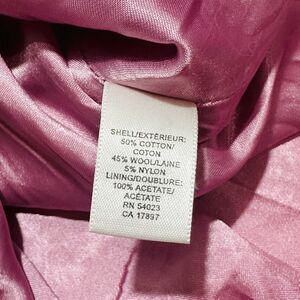 SHELL/EXTÉRIEUR:
50% COTTON/
COTON
45% WOOL/LAINE
5% NYLON
LINING/DOUBLURE:
100% ACETATE/
ACÉTATE
RN 54023
CA 17897